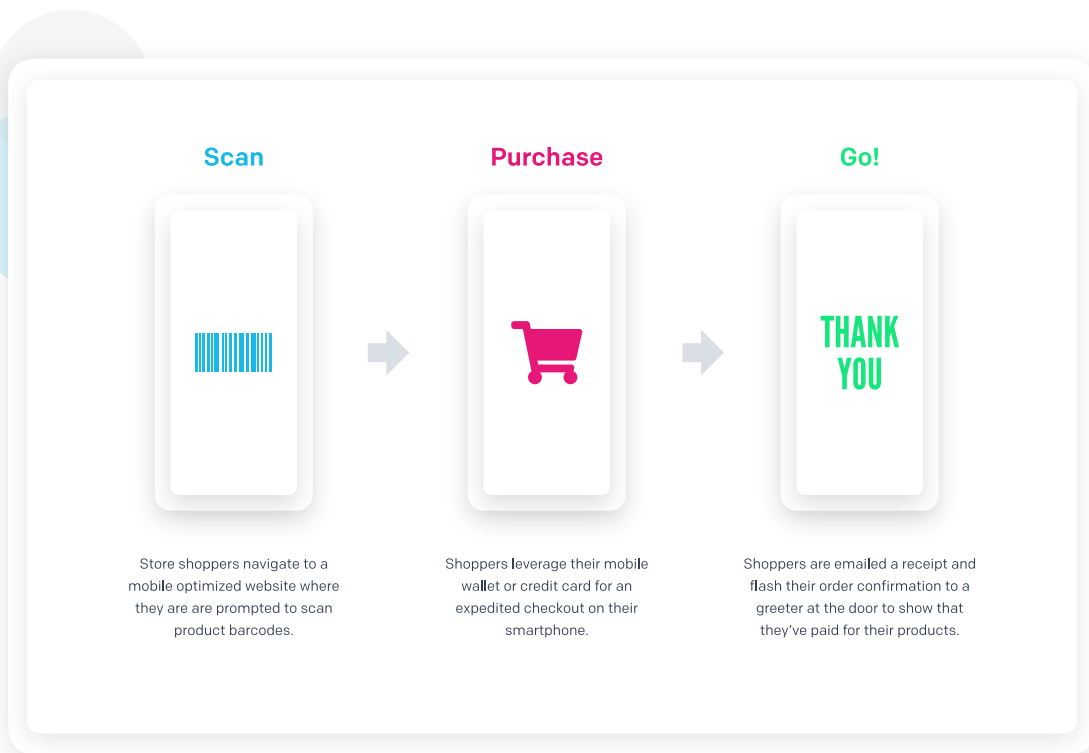 Scan
Purchase
Go!
THANK
YOU
Store shoppers navigate to a
mobile optimized website where
they are are prompted to scan
product barcodes.
Shoppers leverage their mobile
wallet or credit card for an
expedited checkout on their
smartphone.
Shoppers are emailed a receipt and
flash their order confirmation to a
greeter at the door to show that
they've paid for their products.